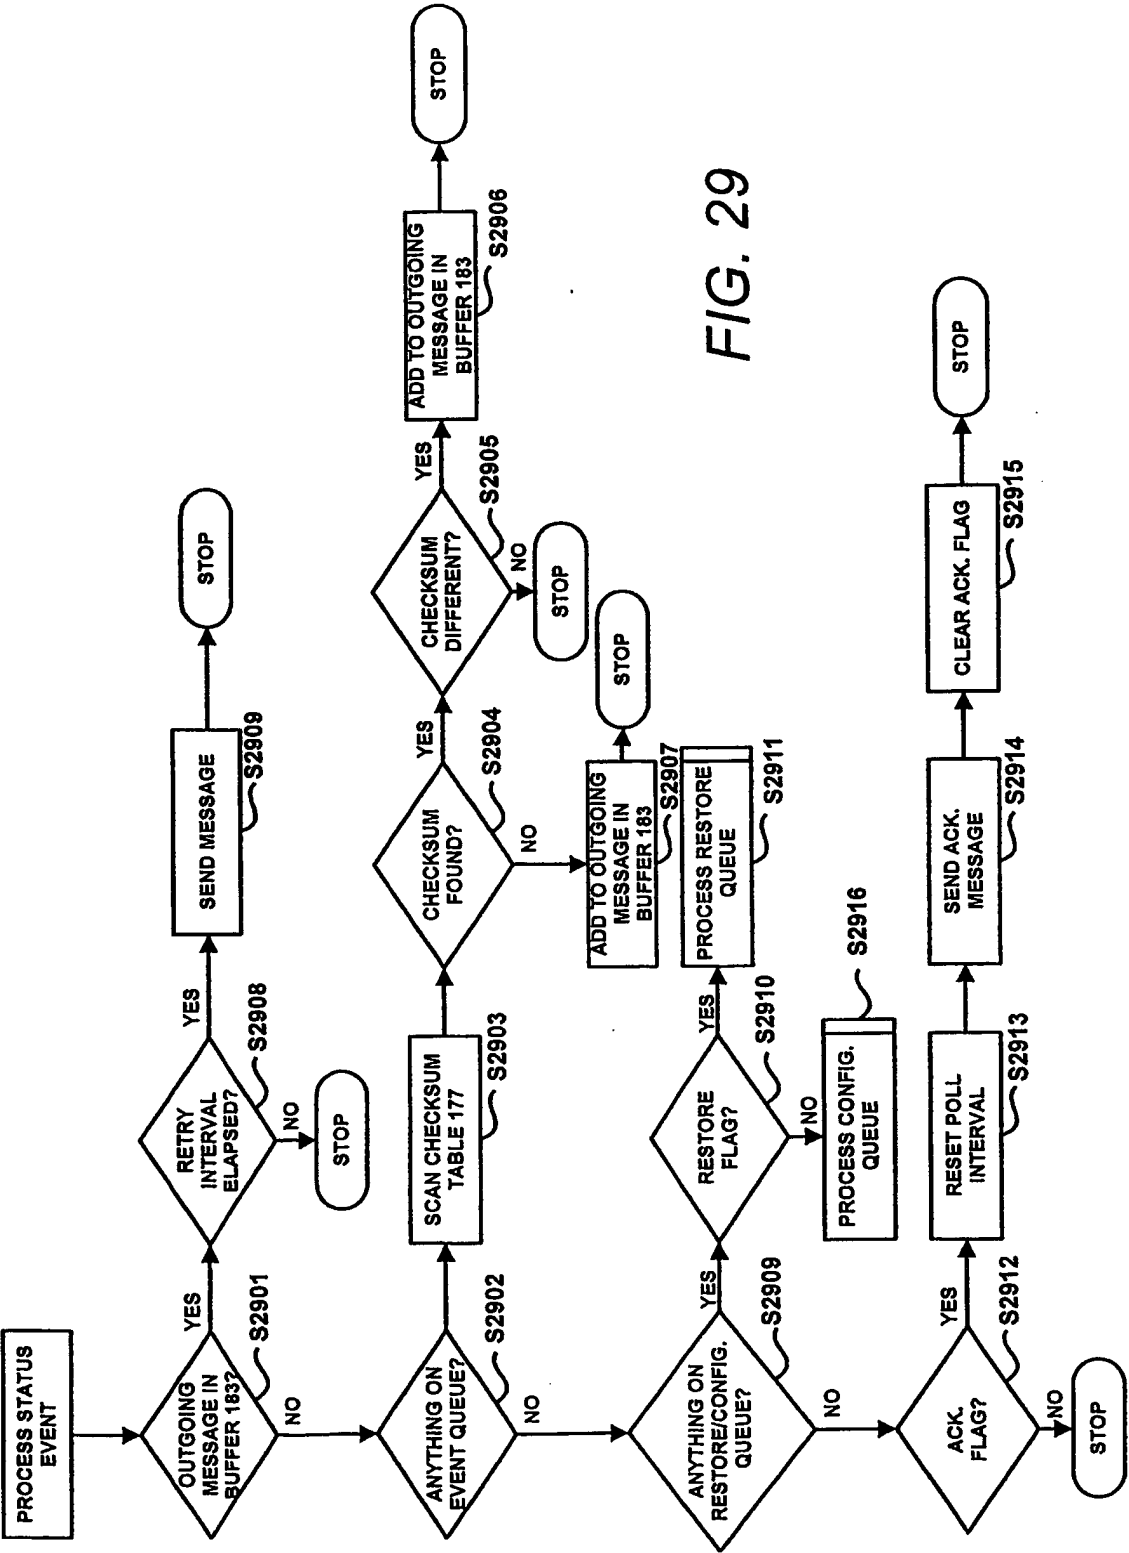 PROCESS STATUS
EVENT
OUTGOING
MESSAGE IN
BUFFER 183?
S2901
YES
NO
RETRY
INTERVAL
ELAPSED?
S2908
YES
NO
STOP
SEND MESSAGE
S2909
STOP
ANYTHING ON
EVENT QUEUE?
S2902
NO
SCAN CHECKSUM
TABLE 177
S2903
CHECKSUM
FOUND?
S2904
YES
NO
CHECKSUM
DIFFERENT?
S2905
YES
NO
STOP
ADD TO OUTGOING
MESSAGE IN
BUFFER 183
S2906
STOP
ADD TO OUTGOING
MESSAGE IN
BUFFER 183
S2907
STOP
ANYTHING ON
RESTORE/CONFIG.
QUEUE?
S2909
YES
NO
RESTORE
FLAG?
S2910
YES
NO
PROCESS RESTORE
QUEUE
S2911
PROCESS CONFIG.
QUEUE
S2916
ACK.
FLAG?
S2912
YES
NO
STOP
RESET POLL
INTERVAL
S2913
SEND ACK.
MESSAGE
S2914
CLEAR ACK. FLAG
S2915
STOP
FIG. 29